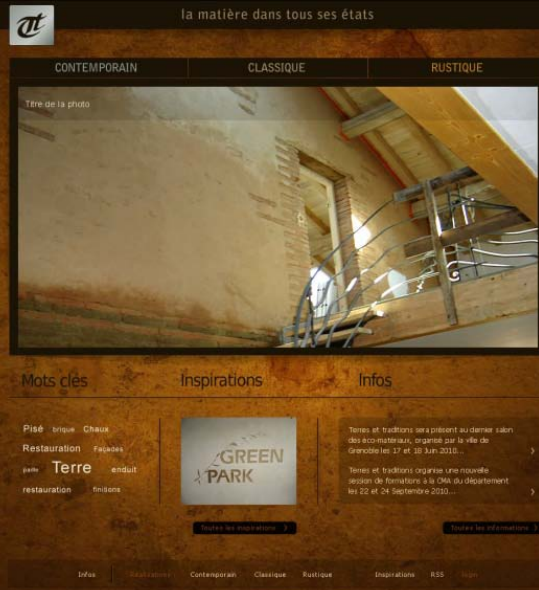 la matière dans tous ses états
CONTEMPORAIN CLASSIQUE RUSTIQUE
Titre de la photo
Mots clés Inspirations Infos
Pisé brique Chaux
Restauration Façades
Terre enduit
restauration finitions
GREEN
PARK
Terres et traditions sera présent au dernier salon
des éco-matériaux, organisé par la ville de
Grenoble les 17 et 18 Juin 2010...
Terres et traditions organise une nouvelle
session de formations à la CMA du département
les 22 et 24 Septembre 2010...
Toutes les inspirations Toutes les informations
Infos Réalisations Contemporain Classique Rustique Inspirations RSS